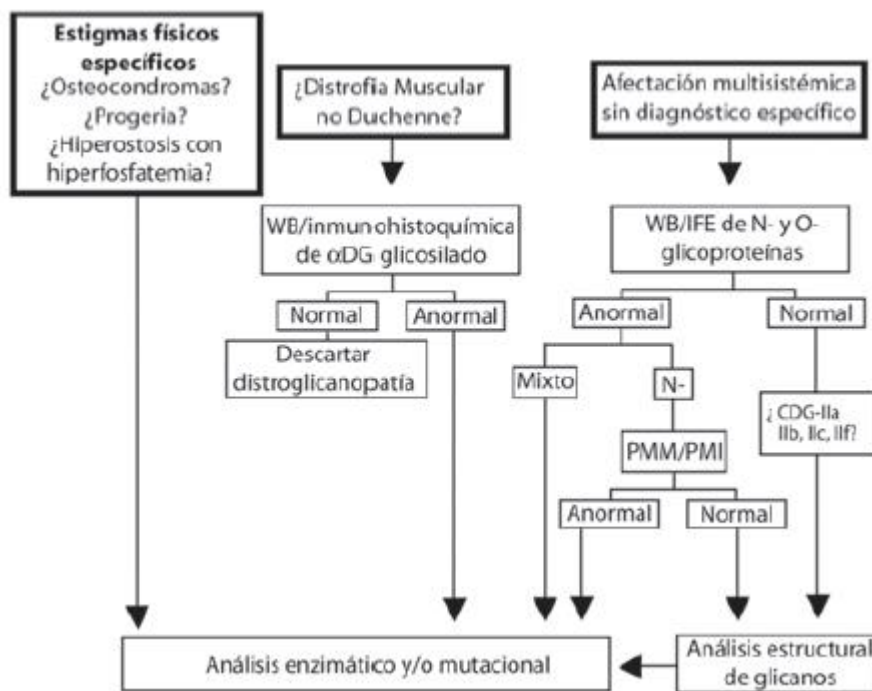 Estigmas físicos
específicos
¿Osteocondromas?
¿Progeria?
¿Hiperostosis con
hiperfosfatemia?
¿Distrofia Muscular
no Duchenne?
Afectación multisistémica
sin diagnóstico específico
WB/inmunohistoquímica
de αDG glicosilado
WB/IFE de N- y O-
glicoproteínas
Normal
Anormal
Anormal
Normal
Descartar
distroglicanopatía
Mixto
N-
¿ CDG-IIa
IIb, IIc, IIf?
PMM/PMI
Anormal
Normal
Análisis enzimático y/o mutacional
Análisis estructural
de glicanos